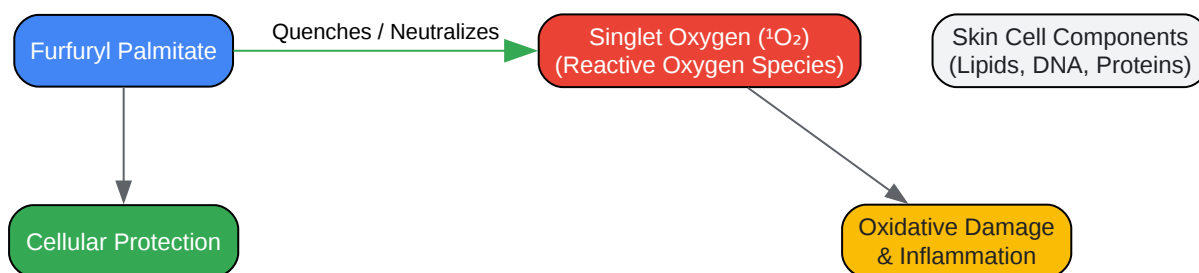 Furfuryl Palmitate
Quenches / Neutralizes
Singlet Oxygen (¹O₂)
(Reactive Oxygen Species)
Skin Cell Components
(Lipids, DNA, Proteins)
Cellular Protection
Oxidative Damage
& Inflammation